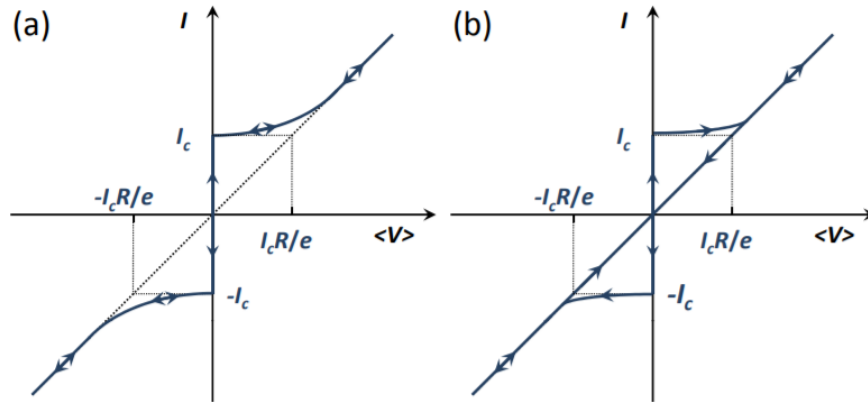 (a)
I
I_c
-I_cR/e
I_cR/e
<V>
-I_c
(b)
I
I_c
-I_cR/e
I_cR/e
<V>
-I_c